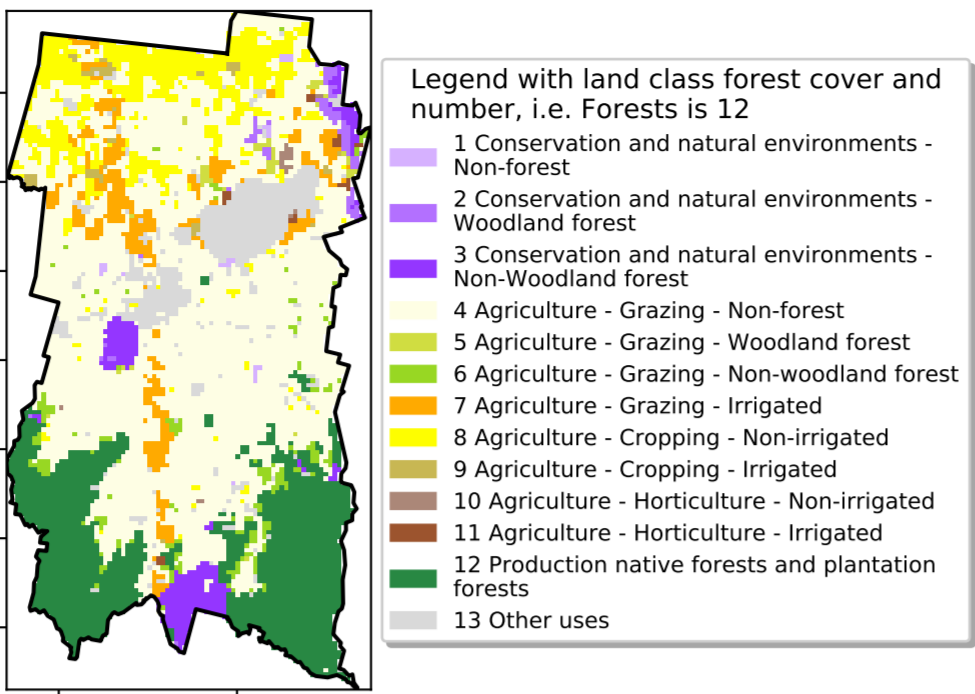 Legend with land class forest cover and
number, i.e. Forests is 12
1 Conservation and natural environments -
Non-forest
2 Conservation and natural environments -
Woodland forest
3 Conservation and natural environments -
Non-Woodland forest
4 Agriculture - Grazing - Non-forest
5 Agriculture - Grazing - Woodland forest
6 Agriculture - Grazing - Non-woodland forest
7 Agriculture - Grazing - Irrigated
8 Agriculture - Cropping - Non-irrigated
9 Agriculture - Cropping - Irrigated
10 Agriculture - Horticulture - Non-irrigated
11 Agriculture - Horticulture - Irrigated
12 Production native forests and plantation
forests
13 Other uses